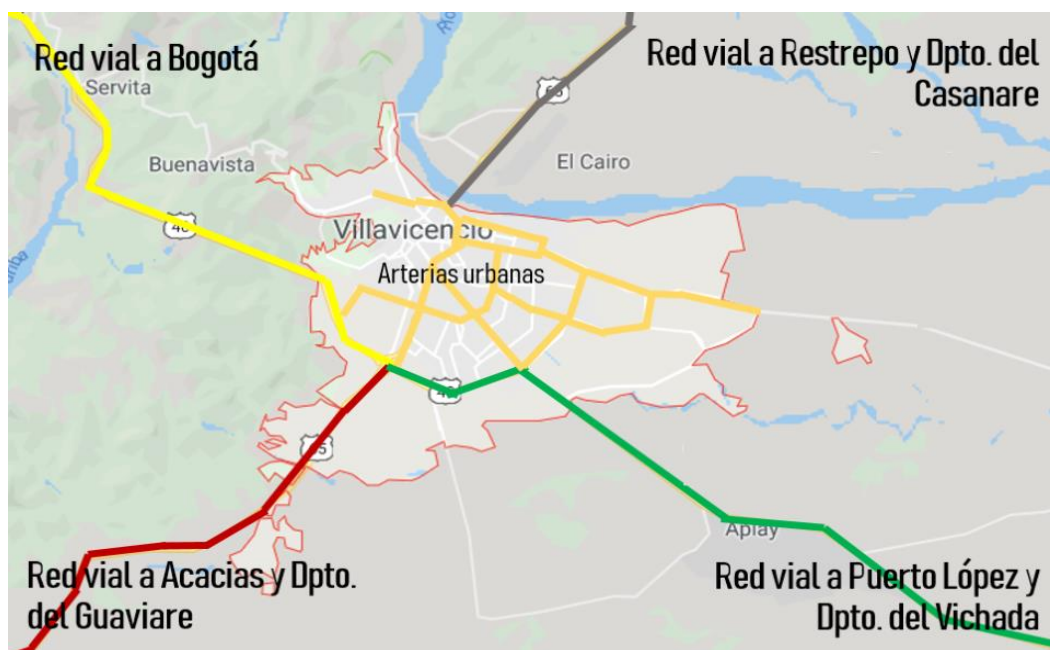 Red vial a Bogotá
Servita
Buenavista
40
Red vial a Restrepo y Dpto. del
Casanare
65
El Cairo
Villavicencio
Arterias urbanas
40
65
Apiay
Red vial a Acacias y Dpto.
del Guaviare
Red vial a Puerto López y
Dpto. del Vichada